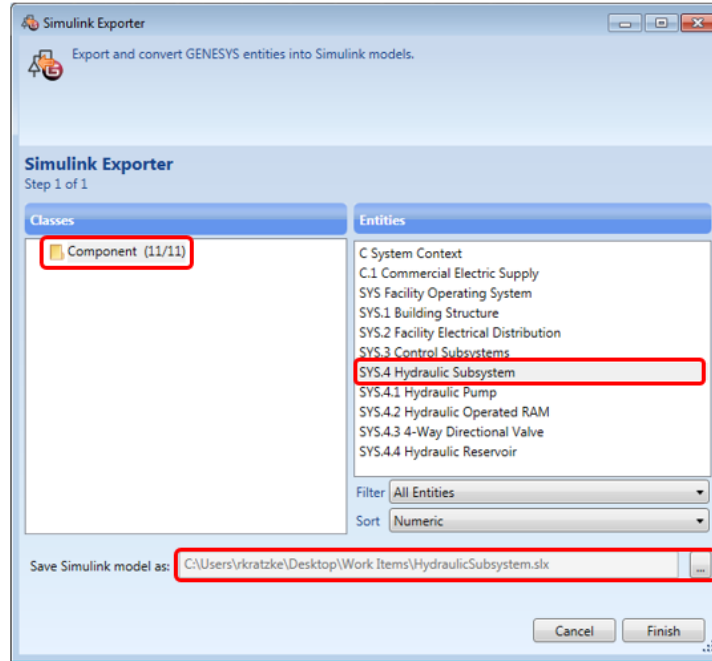 Simulink Exporter
Export and convert GENESYS entities into Simulink models.
Simulink Exporter
Step 1 of 1
Classes
Entities
Component (11/11)
C System Context
C.1 Commercial Electric Supply
SYS Facility Operating System
SYS.1 Building Structure
SYS.2 Facility Electrical Distribution
SYS.3 Control Subsystems
SYS.4 Hydraulic Subsystem
SYS.4.1 Hydraulic Pump
SYS.4.2 Hydraulic Operated RAM
SYS.4.3 4-Way Directional Valve
SYS.4.4 Hydraulic Reservoir
Filter All Entities
Sort Numeric
Save Simulink model as: C:\Users\rkratzke\Desktop\Work Items\HydraulicSubsystem.slx ...
Cancel Finish